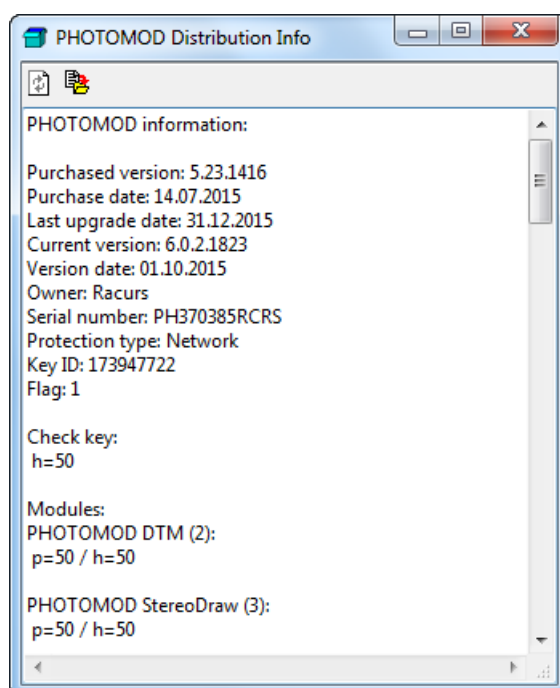 PHOTOMOD Distribution Info
PHOTOMOD information:
Purchased version: 5.23.1416
Purchase date: 14.07.2015
Last upgrade date: 31.12.2015
Current version: 6.0.2.1823
Version date: 01.10.2015
Owner: Racurs
Serial number: PH370385RCRS
Protection type: Network
Key ID: 173947722
Flag: 1
Check key:
h=50
Modules:
PHOTOMOD DTM (2):
p=50 / h=50
PHOTOMOD StereoDraw (3):
p=50 / h=50